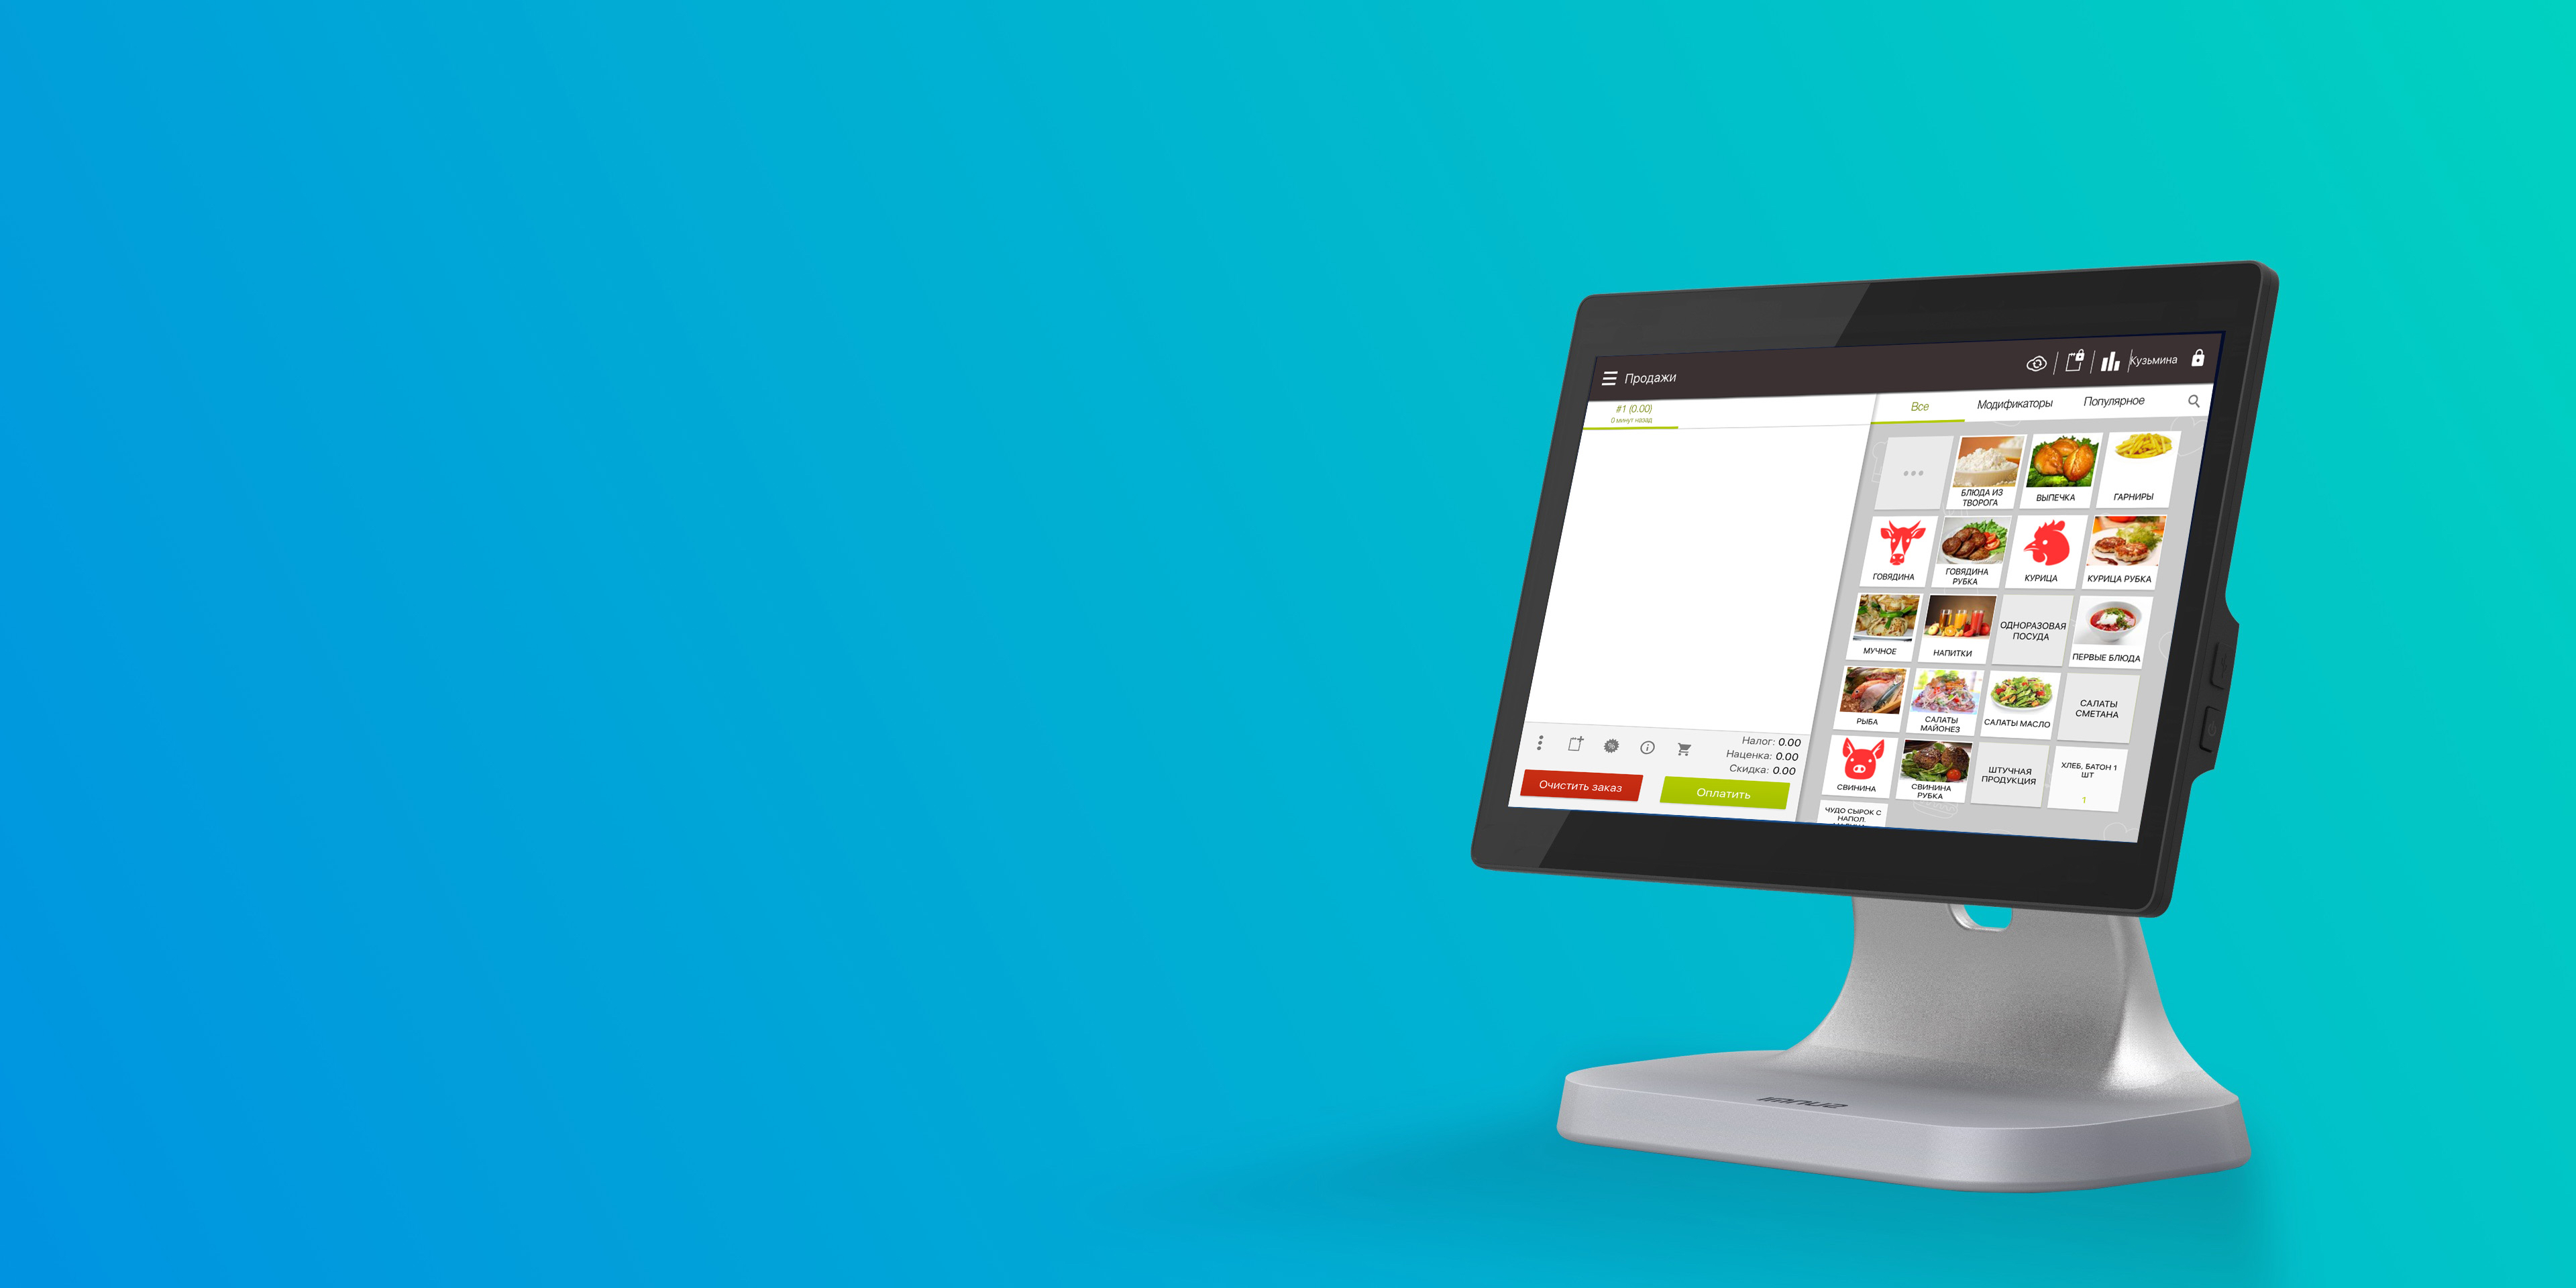 Продажи
Кузьмина
#1 (0.00)
0 минут назад
Все
Модификаторы
Популярное
БЛЮДА ИЗ
ТВОРОГА
ВЫПЕЧКА
ГАРНИРЫ
ГОВЯДИНА
ГОВЯДИНА
РУБКА
КУРИЦА
КУРИЦА РУБКА
МУЧНОЕ
НАПИТКИ
ОДНОРАЗОВАЯ
ПОСУДА
ПЕРВЫЕ БЛЮДА
РЫБА
САЛАТЫ
МАЙОНЕЗ
САЛАТЫ МАСЛО
САЛАТЫ
СМЕТАНА
СВИНИНА
СВИНИНА
РУБКА
ШТУЧНАЯ
ПРОДУКЦИЯ
ХЛЕБ, БАТОН 1
ШТ
1
ЧУДО СЫРОК С
НАПОЛ.
Налог: 0.00
Наценка: 0.00
Скидка: 0.00
Очистить заказ
Оплатить